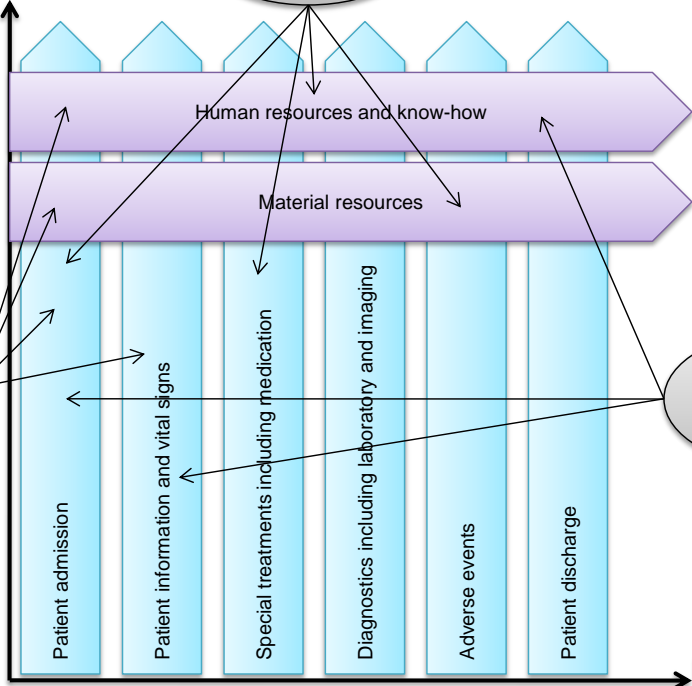 Human resources and know-how
Material resources
Patient admission
Patient information and vital signs
Special treatments including medication
Diagnostics including laboratory and imaging
Adverse events
Patient discharge